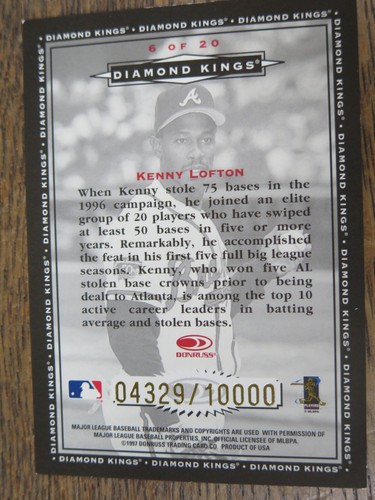 • DIAMOND KINGS® • DIAMOND KINGS® • DIAMOND KINGS® •
6 OF 20
DIAMOND KINGS®
A
KENNY LOFTON
When Kenny stole 75 bases in the
1996 campaign, he joined an elite
group of 20 players who have swiped
at least 50 bases in five or more
years. Remarkably, he accomplished
the feat in his first five full big league
seasons. Kenny, who won five AL
stolen base crowns prior to being
dealt to Atlanta, is among the top 10
active career leaders in batting
average and stolen bases.
DONRUSS®
04329/10000
MAJOR LEAGUE BASEBALL TRADEMARKS AND COPYRIGHTS ARE USED WITH PERMISSION OF
MAJOR LEAGUE BASEBALL PROPERTIES, INC. OFFICIAL LICENSEE OF MLBPA.
©1997 DONRUSS TRADING CARD CO. PRODUCT OF USA
DIAMOND KINGS® • DIAMOND KINGS® • DIAMOND KINGS® • DIAMOND KINGS®